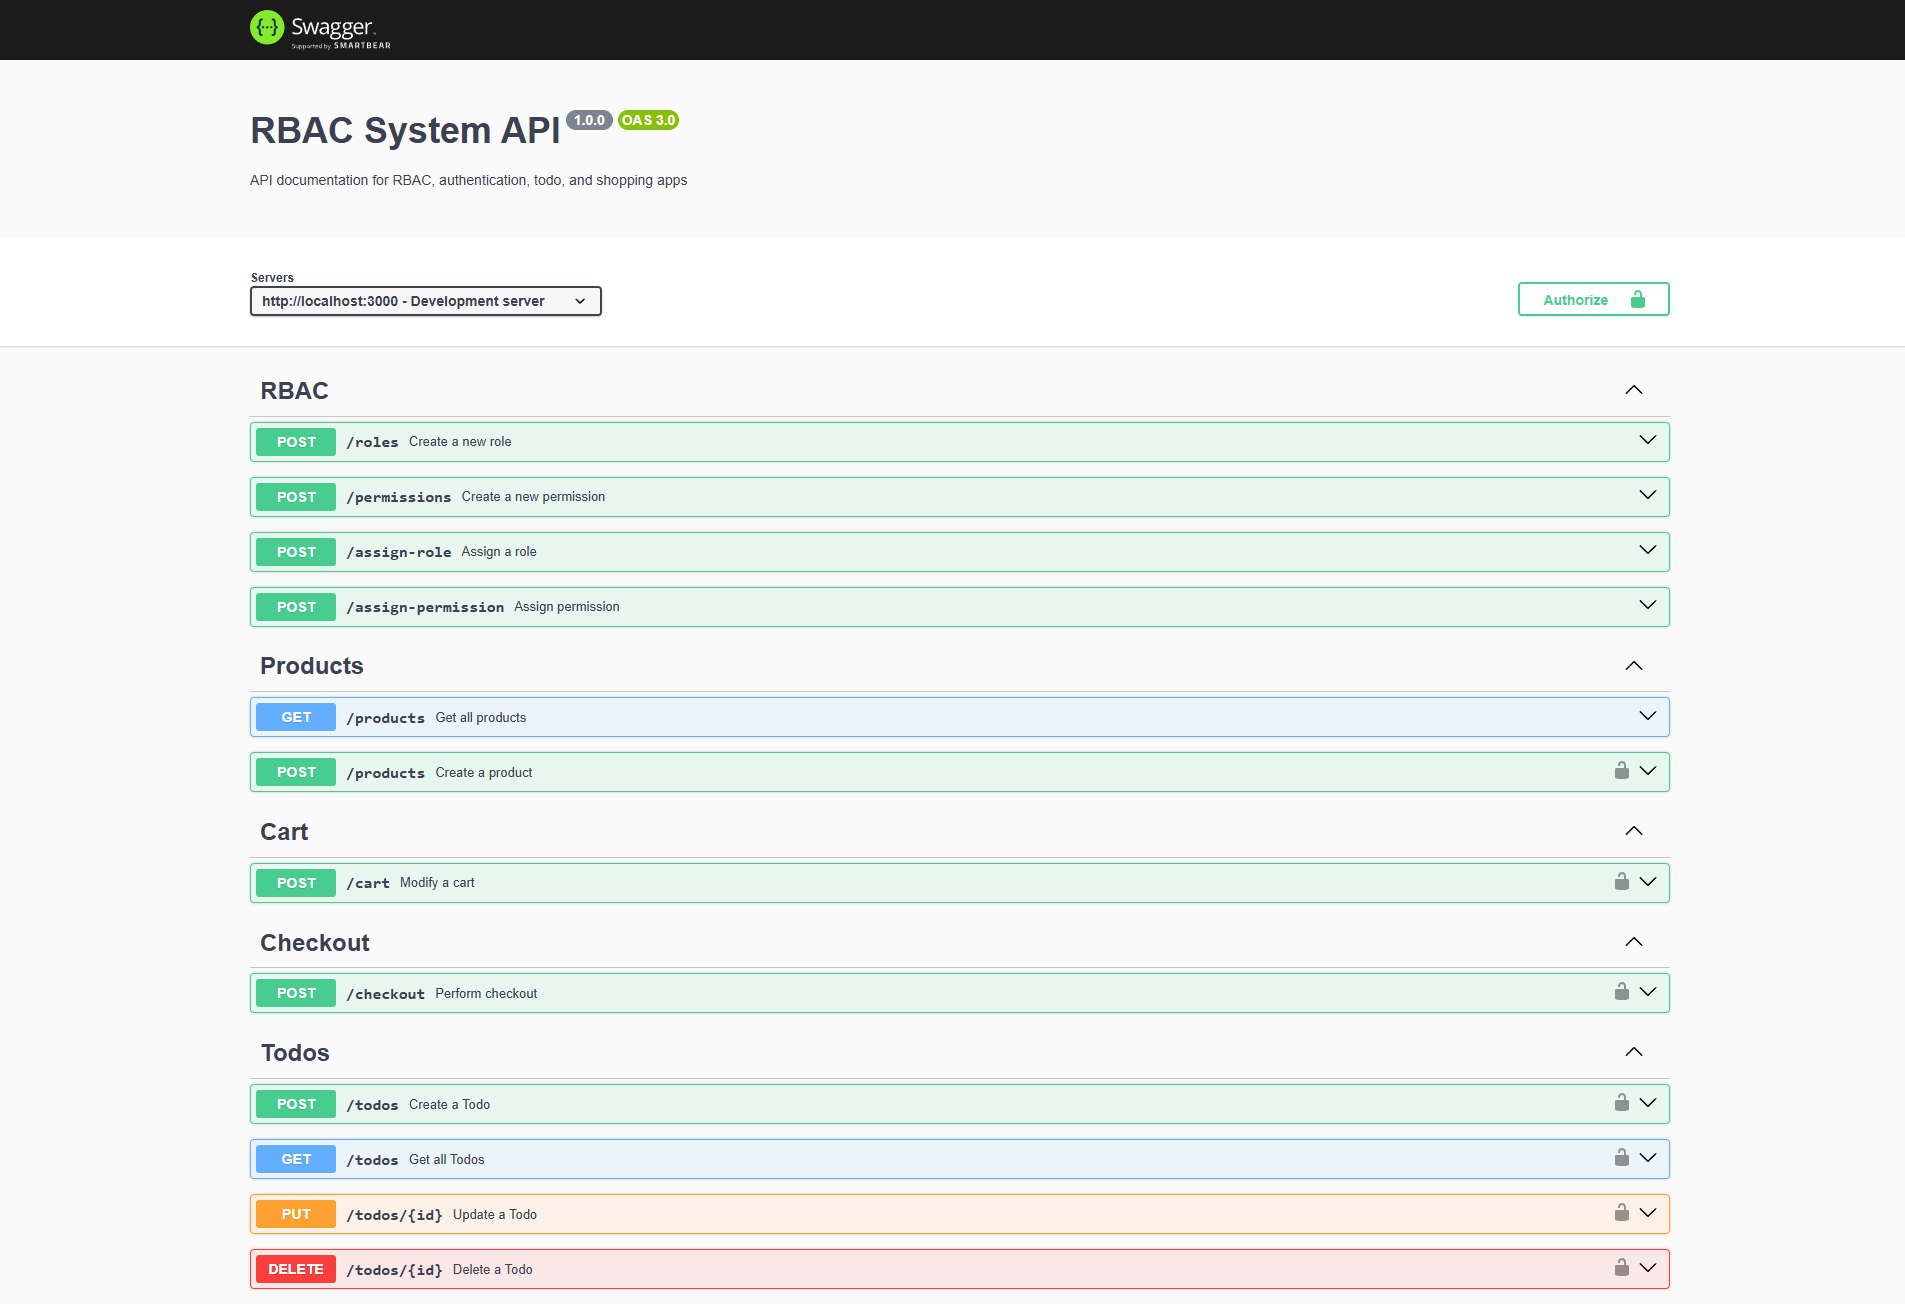 Swagger
Supported by SMARTBEAR
RBAC System API 1.0.0 OAS 3.0
API documentation for RBAC, authentication, todo, and shopping apps
Servers
http://localhost:3000 - Development server
Authorize
RBAC
POST /roles Create a new role
POST /permissions Create a new permission
POST /assign-role Assign a role
POST /assign-permission Assign permission
Products
GET /products Get all products
POST /products Create a product
Cart
POST /cart Modify a cart
Checkout
POST /checkout Perform checkout
Todos
POST /todos Create a Todo
GET /todos Get all Todos
PUT /todos/{id} Update a Todo
DELETE /todos/{id} Delete a Todo